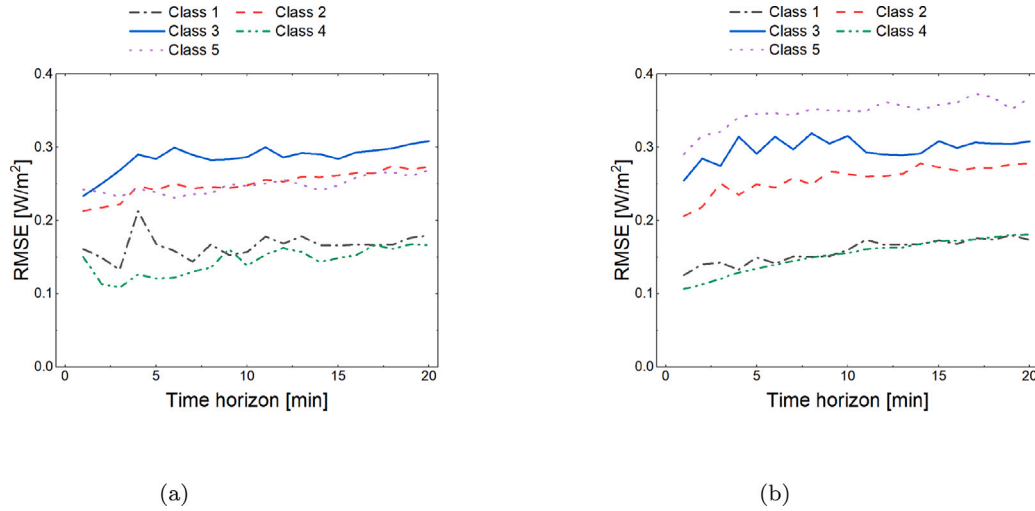 Class 1 Class 2
Class 3 Class 4
Class 5
0.4
0.3
0.2
0.1
0.0
RMSE [W/m²]
0 5 10 15 20
Time horizon [min]
(a)
Class 1 Class 2
Class 3 Class 4
Class 5
0.4
0.3
0.2
0.1
0.0
RMSE [W/m²]
0 5 10 15 20
Time horizon [min]
(b)